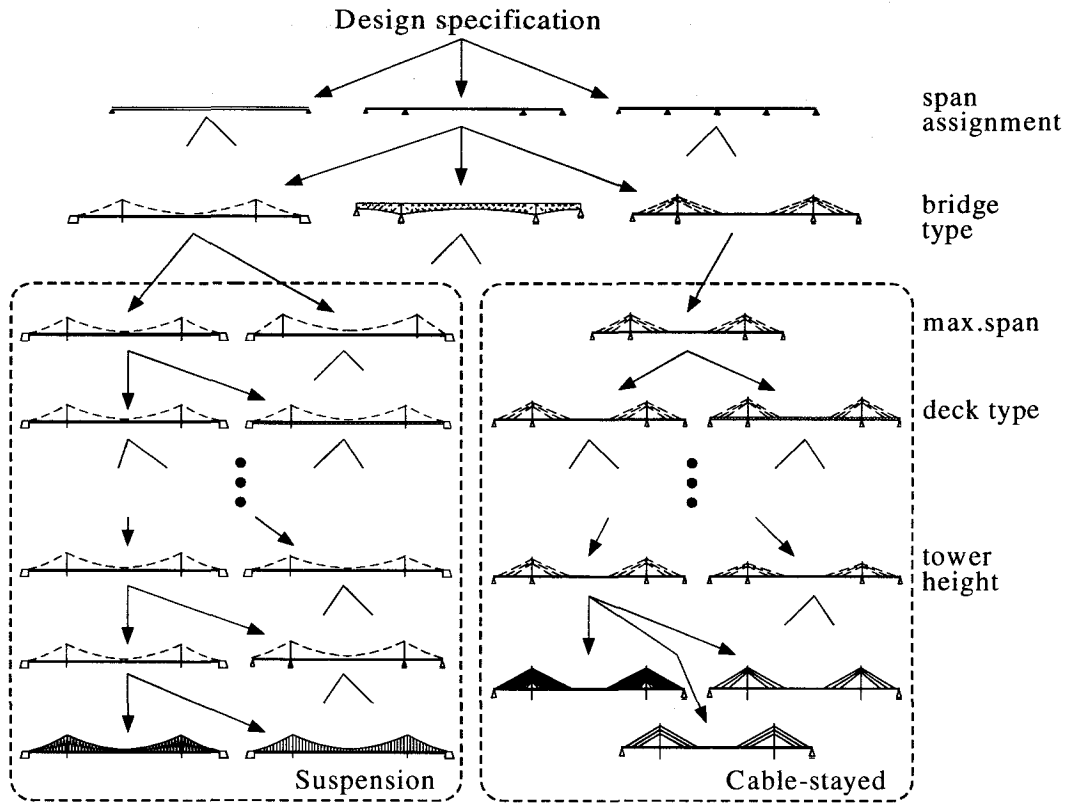 Design specification
span
assignment
bridge
type
max.span
deck type
tower
height
Suspension
Cable-stayed